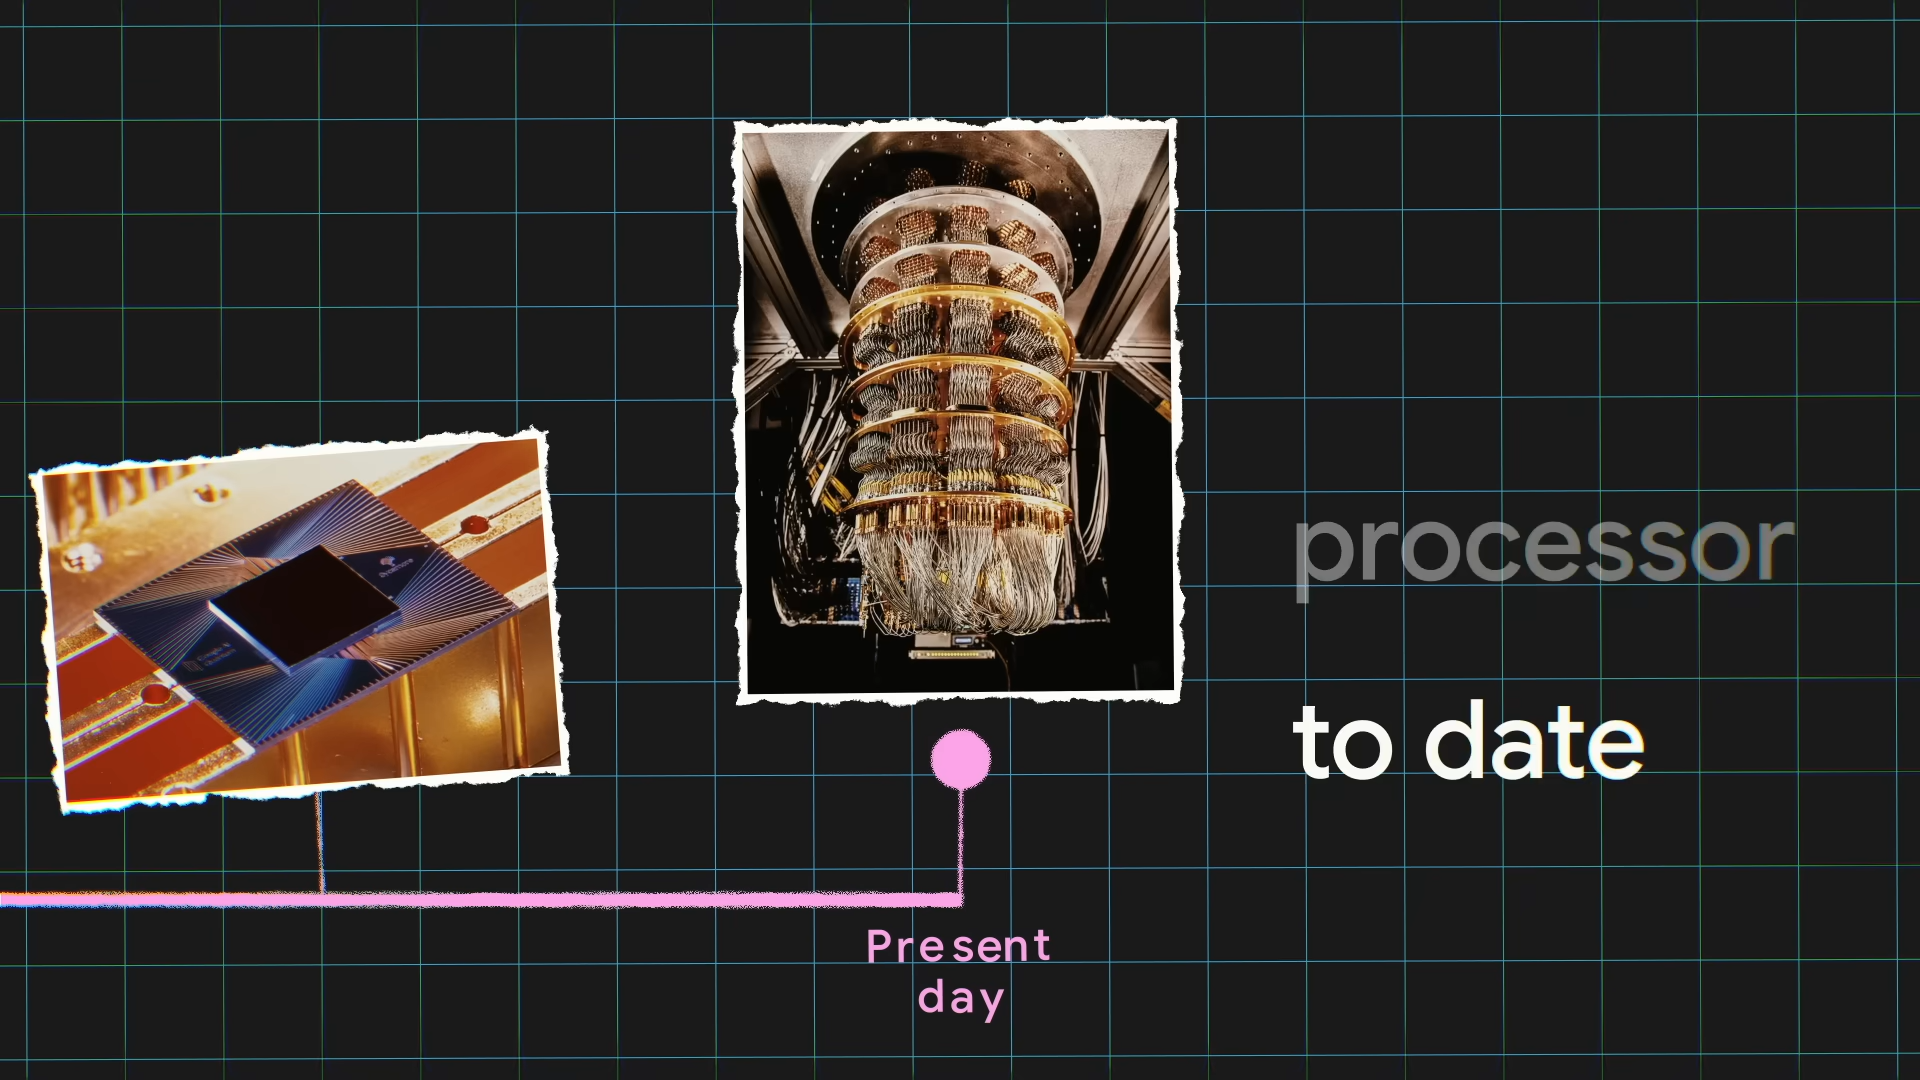 processor
to date
Present
day